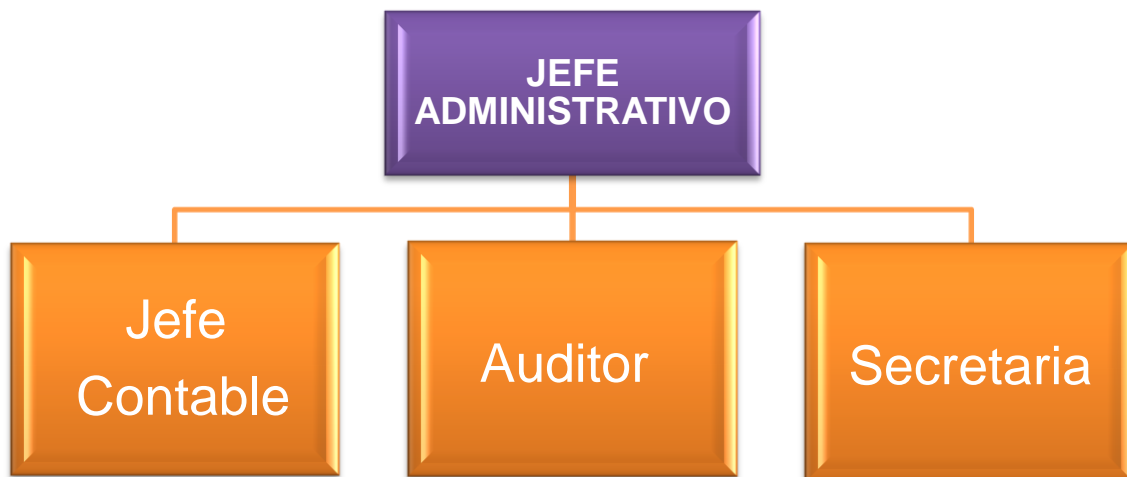 JEFE
ADMINISTRATIVO
Jefe
Contable
Auditor
Secretaria